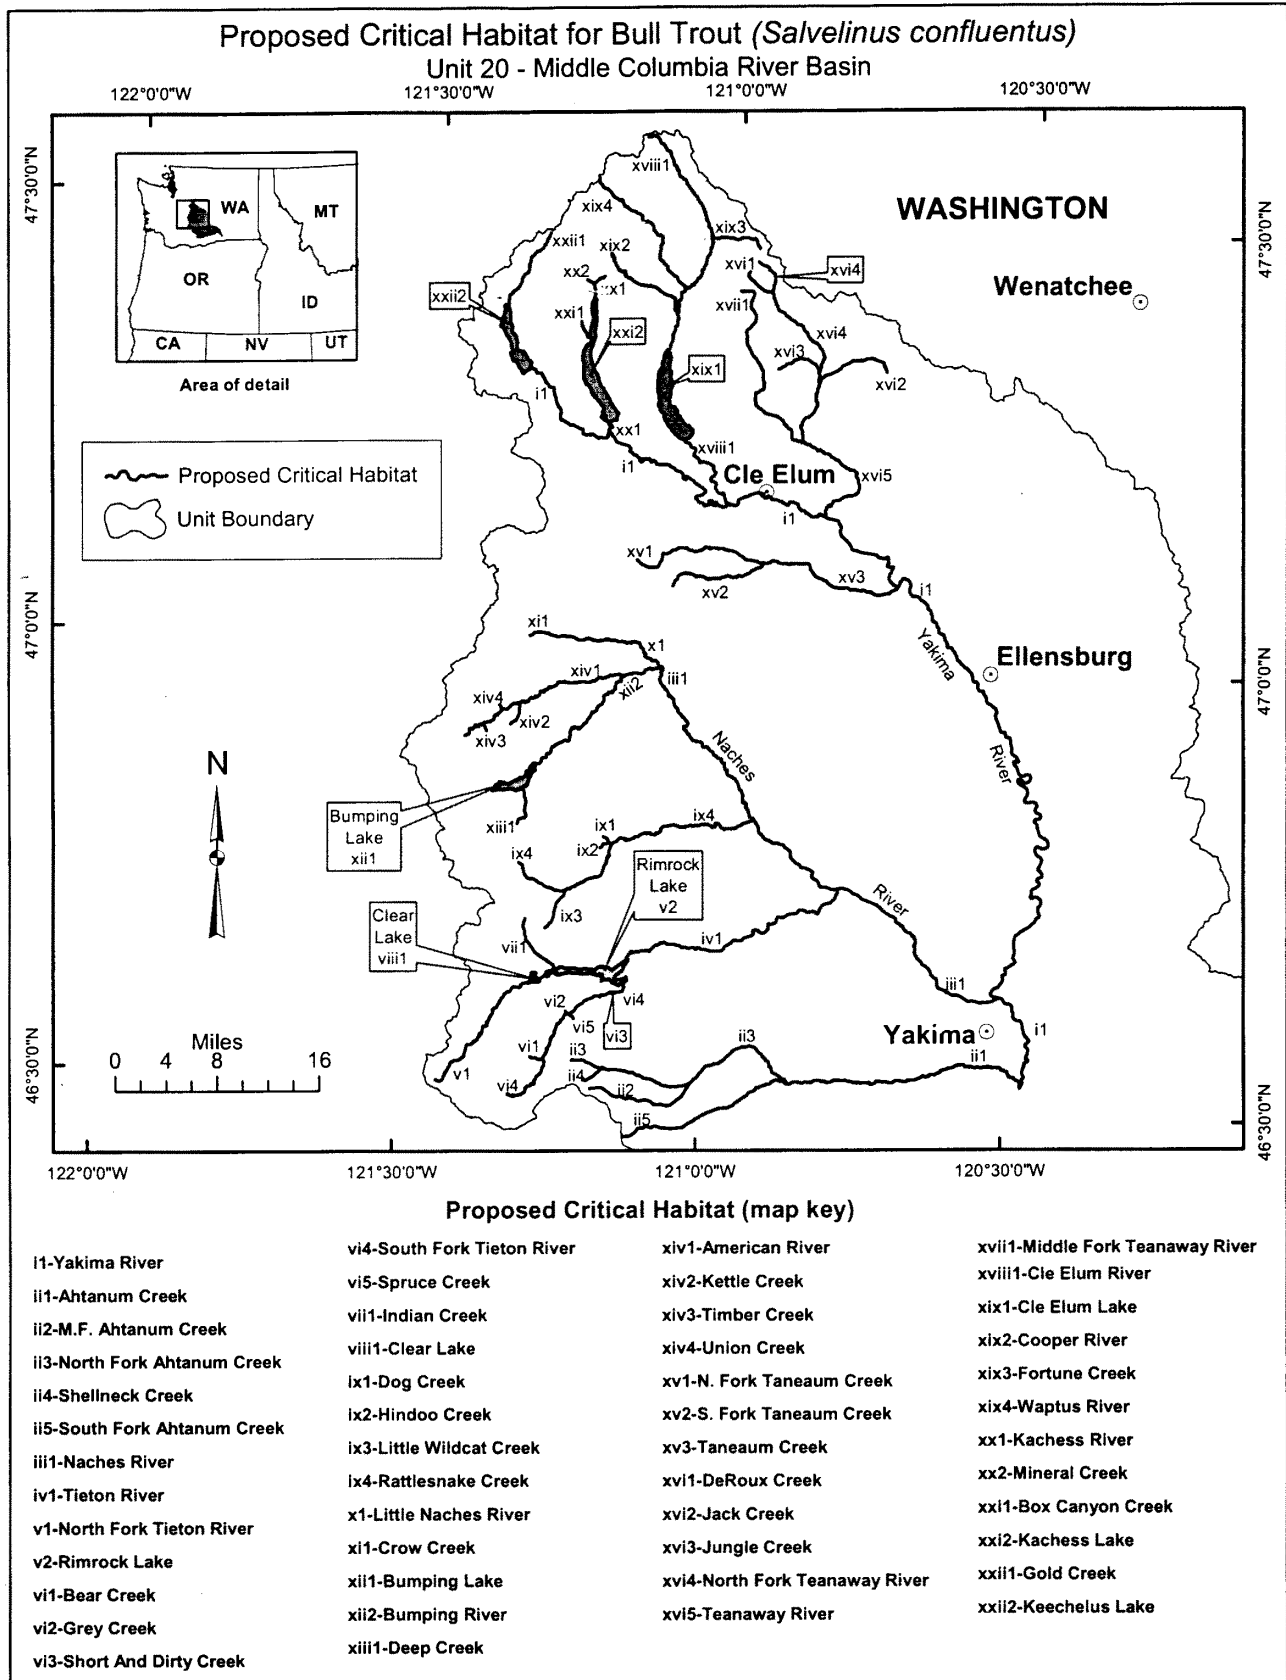 Proposed Critical Habitat for Bull Trout (Salvelinus confluentus)
Unit 20 - Middle Columbia River Basin
122°0'0"W
121°30'0"W
121°0'0"W
120°30'0"W
47°30'0"N
47°30'0"N
WA
MT
OR
ID
CA
NV
UT
Area of detail
Proposed Critical Habitat
Unit Boundary
WASHINGTON
Wenatchee
xviii1
xix4
xix3
xxii1
xix2
xvi1
xvi4
xx2
xx1
xxii2
xvii1
xxi1
xxi2
xvi4
xvi3
xix1
xvi2
i1
xx1
xviii1
i1
Cle Elum
xvi5
i1
xv1
xv2
xv3
i1
47°0'0"N
47°0'0"N
xi1
x1
Yakima
Ellensburg
xiv1
xii2
iii1
xiv4
xiv2
xiv3
Naches
River
N
Bumping
Lake
xii1
xiii1
ix1
ix4
ix2
ix4
Rimrock
Lake
v2
ix3
River
Clear
Lake
viii1
vii1
iv1
vi2
vi4
iii1
vi5
vi3
Yakima
i1
Miles
0 4 8 16
vi1
ii3
ii3
ii1
v1
vi4
ii4
ii2
ii5
46°30'0"N
46°30'0"N
122°0'0"W
121°30'0"W
121°0'0"W
120°30'0"W
Proposed Critical Habitat (map key)
i1-Yakima River
ii1-Ahtanum Creek
ii2-M.F. Ahtanum Creek
ii3-North Fork Ahtanum Creek
ii4-Shellneck Creek
ii5-South Fork Ahtanum Creek
iii1-Naches River
iv1-Tieton River
v1-North Fork Tieton River
v2-Rimrock Lake
vi1-Bear Creek
vi2-Grey Creek
vi3-Short And Dirty Creek
vi4-South Fork Tieton River
vi5-Spruce Creek
vii1-Indian Creek
viii1-Clear Lake
ix1-Dog Creek
ix2-Hindoo Creek
ix3-Little Wildcat Creek
ix4-Rattlesnake Creek
x1-Little Naches River
xi1-Crow Creek
xii1-Bumping Lake
xii2-Bumping River
xiii1-Deep Creek
xiv1-American River
xiv2-Kettle Creek
xiv3-Timber Creek
xiv4-Union Creek
xv1-N. Fork Taneaum Creek
xv2-S. Fork Taneaum Creek
xv3-Taneaum Creek
xvi1-DeRoux Creek
xvi2-Jack Creek
xvi3-Jungle Creek
xvi4-North Fork Teanaway River
xvi5-Teanaway River
xvii1-Middle Fork Teanaway River
xviii1-Cle Elum River
xix1-Cle Elum Lake
xix2-Cooper River
xix3-Fortune Creek
xix4-Waptus River
xx1-Kachess River
xx2-Mineral Creek
xxi1-Box Canyon Creek
xxi2-Kachess Lake
xxii1-Gold Creek
xxii2-Keechelus Lake